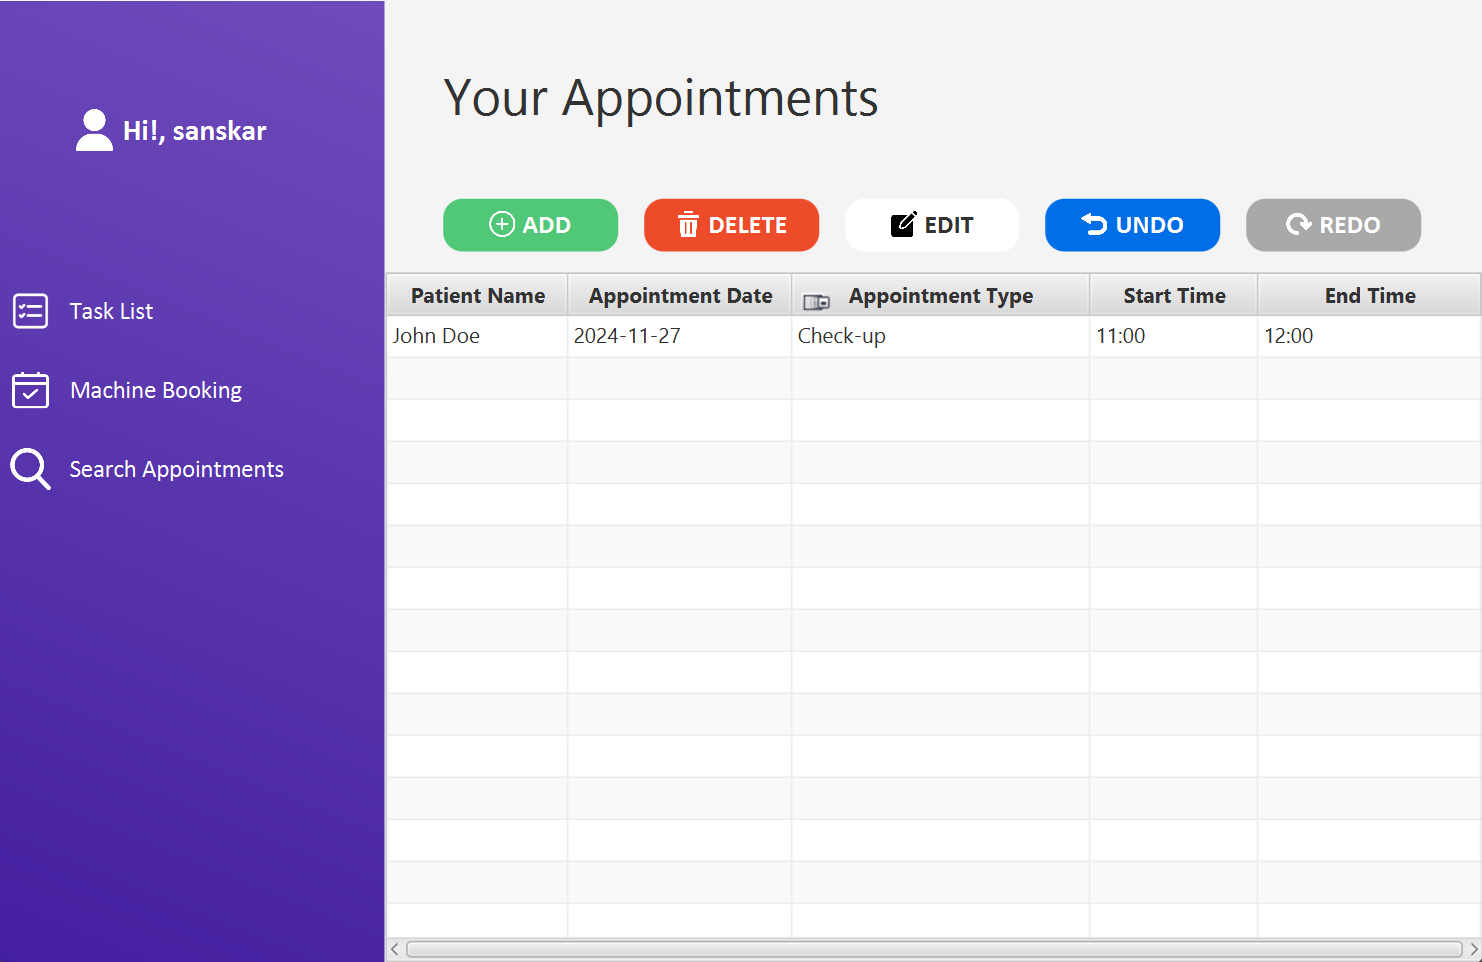 Hi!, sanskar
Task List
Machine Booking
Search Appointments
Your Appointments
ADD DELETE EDIT UNDO REDO
Patient Name Appointment Date Appointment Type Start Time End Time
John Doe 2024-11-27 Check-up 11:00 12:00